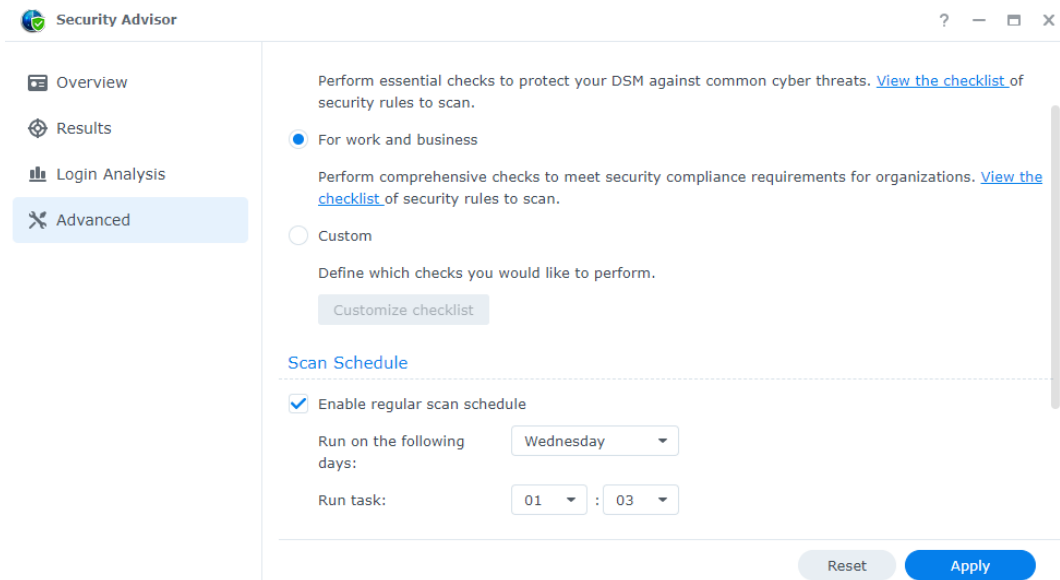 Security Advisor
?
Overview
Results
Login Analysis
Advanced
Perform essential checks to protect your DSM against common cyber threats. View the checklist of
security rules to scan.
For work and business
Perform comprehensive checks to meet security compliance requirements for organizations. View the
checklist of security rules to scan.
Custom
Define which checks you would like to perform.
Customize checklist
Scan Schedule
Enable regular scan schedule
Run on the following
days:
Wednesday
Run task:
01 : 03
Reset
Apply